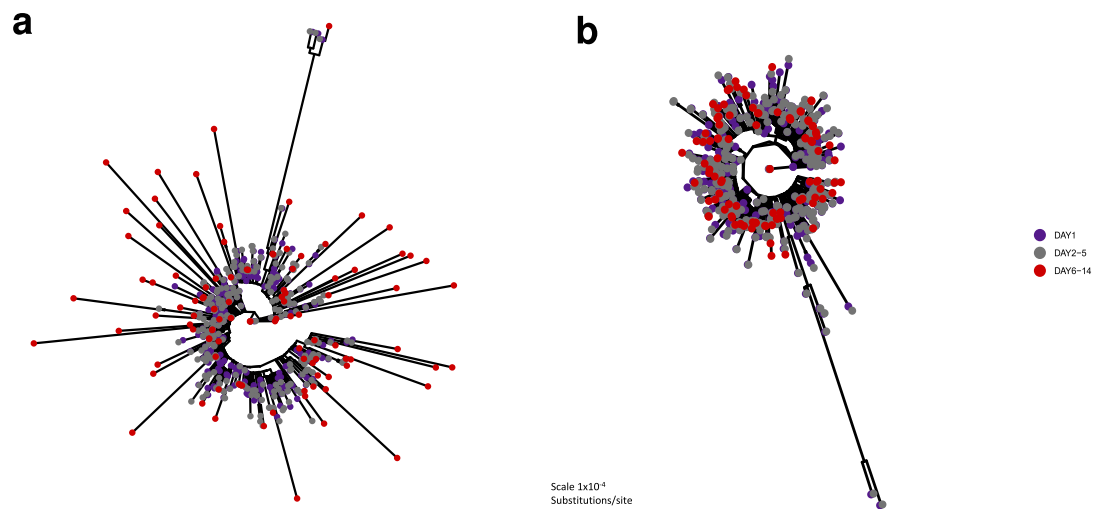 a
b
DAY1
DAY2−5
DAY6−14
Scale 1x10⁻⁴
Substitutions/site